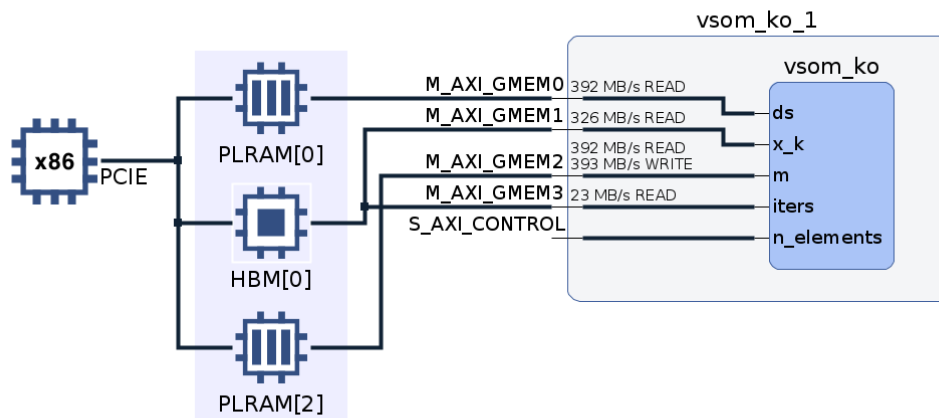 vsom_ko_1
vsom_ko
x86
PCIE
PLRAM[0]
HBM[0]
PLRAM[2]
M_AXI_GMEM0
392 MB/s READ
ds
M_AXI_GMEM1
326 MB/s READ
x_k
392 MB/s READ
M_AXI_GMEM2
393 MB/s WRITE
m
M_AXI_GMEM3
23 MB/s READ
iters
S_AXI_CONTROL
n_elements